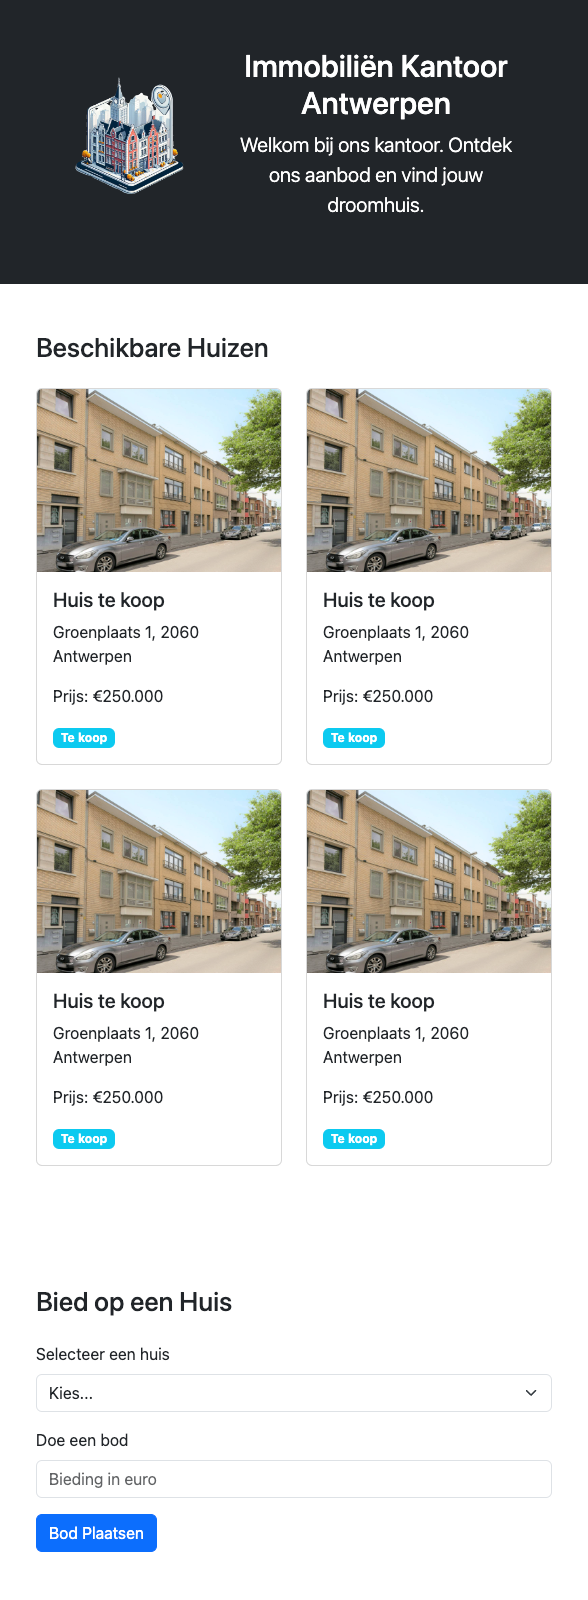 Immobiliën Kantoor
Antwerpen
Welkom bij ons kantoor. Ontdek
ons aanbod en vind jouw
droomhuis.
Beschikbare Huizen
Huis te koop
Groenplaats 1, 2060
Antwerpen
Prijs: €250.000
Te koop
Huis te koop
Groenplaats 1, 2060
Antwerpen
Prijs: €250.000
Te koop
Huis te koop
Groenplaats 1, 2060
Antwerpen
Prijs: €250.000
Te koop
Huis te koop
Groenplaats 1, 2060
Antwerpen
Prijs: €250.000
Te koop
Bied op een Huis
Selecteer een huis
Kies...
Doe een bod
Bieding in euro
Bod Plaatsen